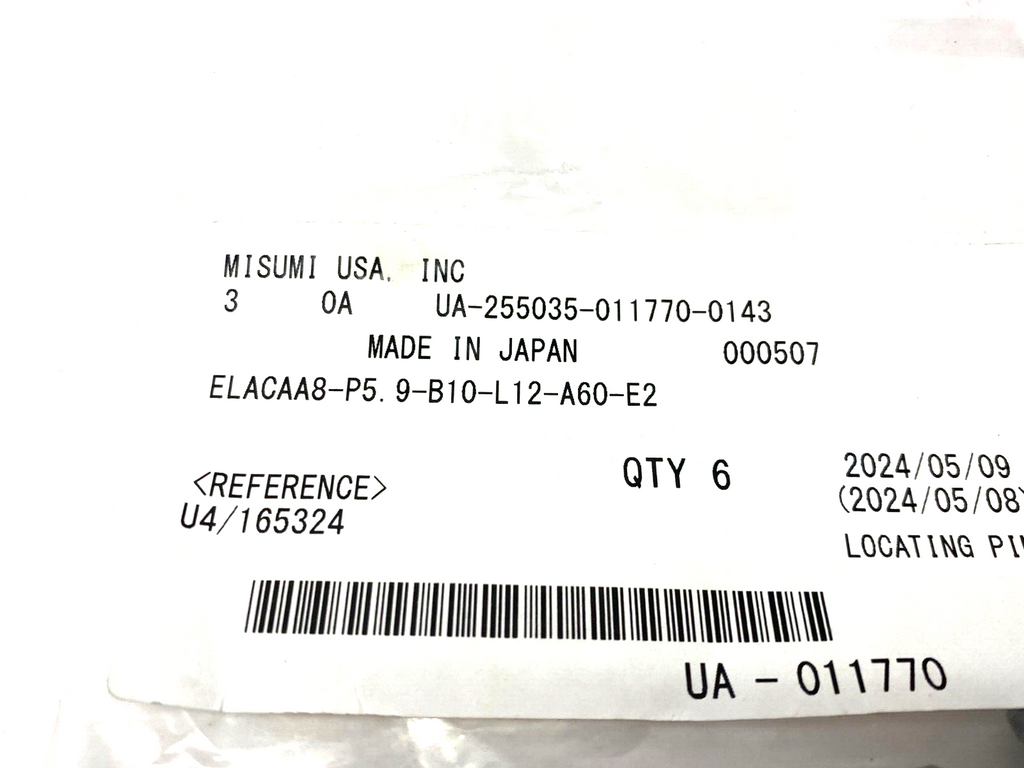 MISUMI USA. INC
3 OA UA-255035-011770-0143
MADE IN JAPAN 000507
ELACAA8-P5.9-B10-L12-A60-E2
QTY 6 2024/05/09
<REFERENCE> (2024/05/08)
U4/165324
LOCATING
UA - 011770